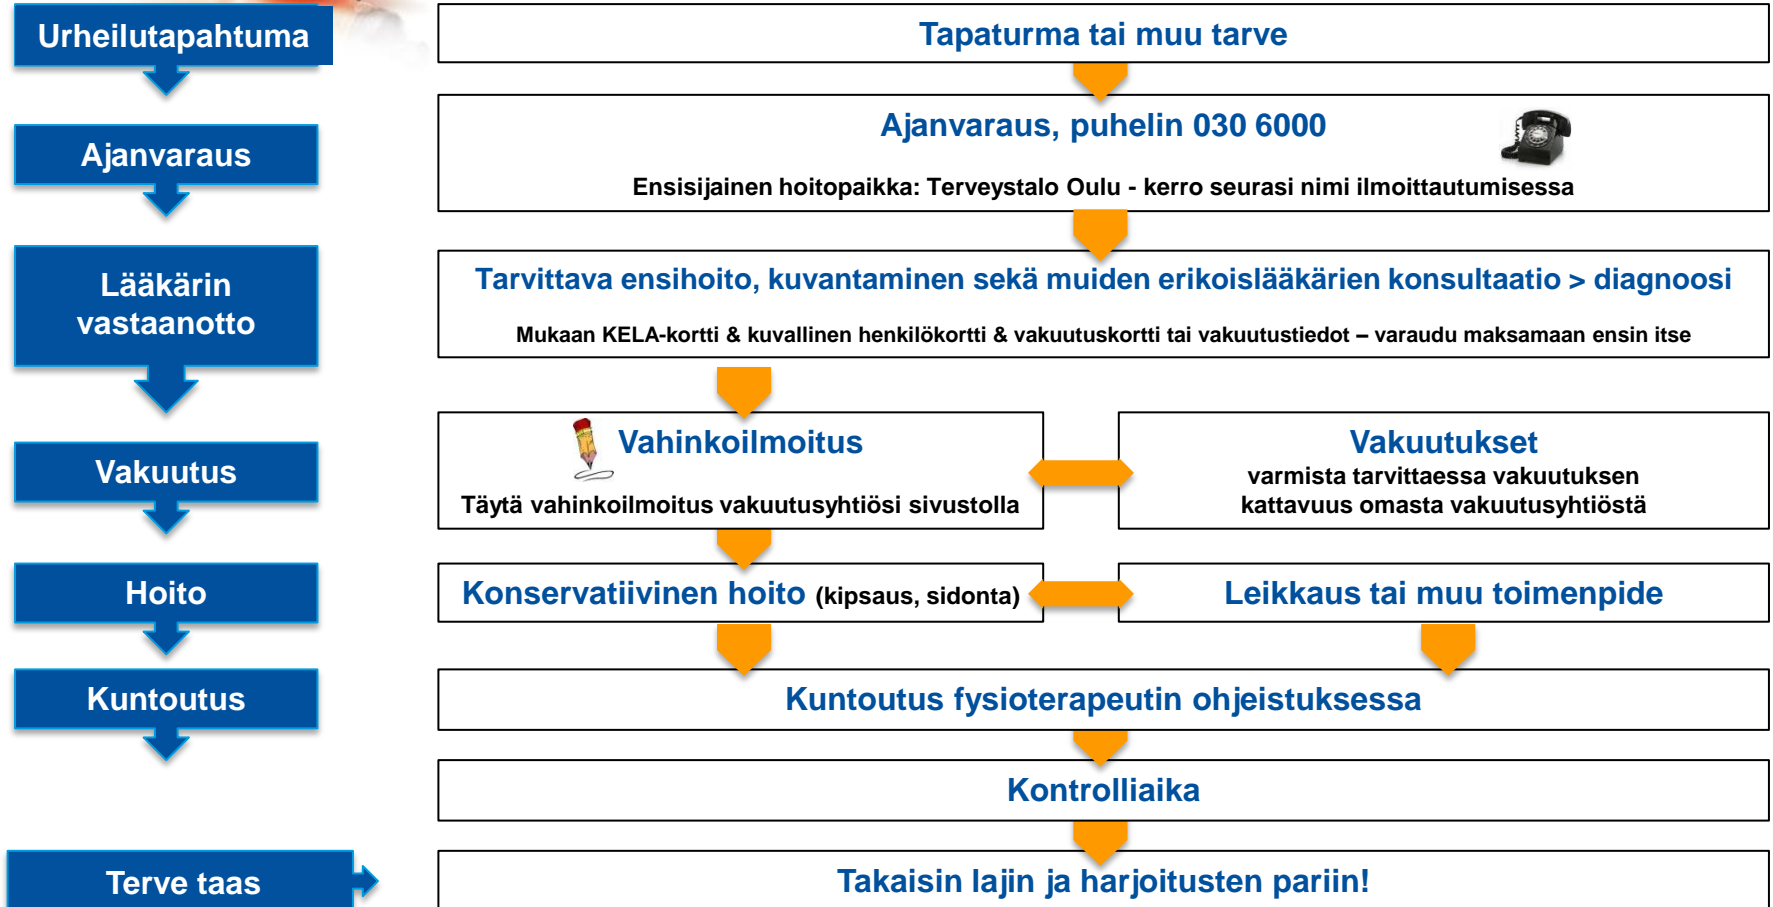 Urheilutapahtuma
Tapaturma tai muu tarve
Ajanvaraus
Ajanvaraus, puhelin 030 6000
Ensisijainen hoitopaikka: Terveystalo Oulu - kerro seurasi nimi ilmoittautumisessa
Lääkärin
vastaanotto
Tarvittava ensihoito, kuvantaminen sekä muiden erikoislääkärien konsultaatio > diagnoosi
Mukaan KELA-kortti & kuvallinen henkilökortti & vakuutuskortti tai vakuutustiedot – varaudu maksamaan ensin itse
Vakuutus
Vahinkoilmoitus
Täytä vahinkoilmoitus vakuutusyhtiösi sivustolla
Vakuutukset
varmista tarvittaessa vakuutuksen
kattavuus omasta vakuutusyhtiöstä
Hoito
Konservatiivinen hoito (kipsaus, sidonta)
Leikkaus tai muu toimenpide
Kuntoutus
Kuntoutus fysioterapeutin ohjeistuksessa
Kontrolliaika
Terve taas
Takaisin lajin ja harjoitusten pariin!